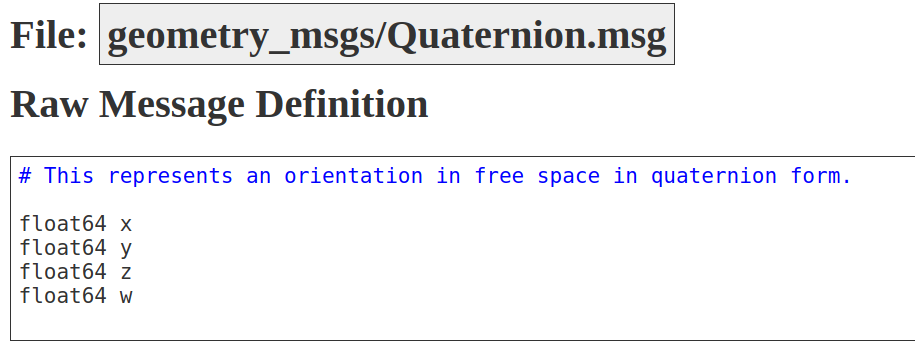 File: geometry_msgs/Quaternion.msg
Raw Message Definition
# This represents an orientation in free space in quaternion form.
float64 x
float64 y
float64 z
float64 w